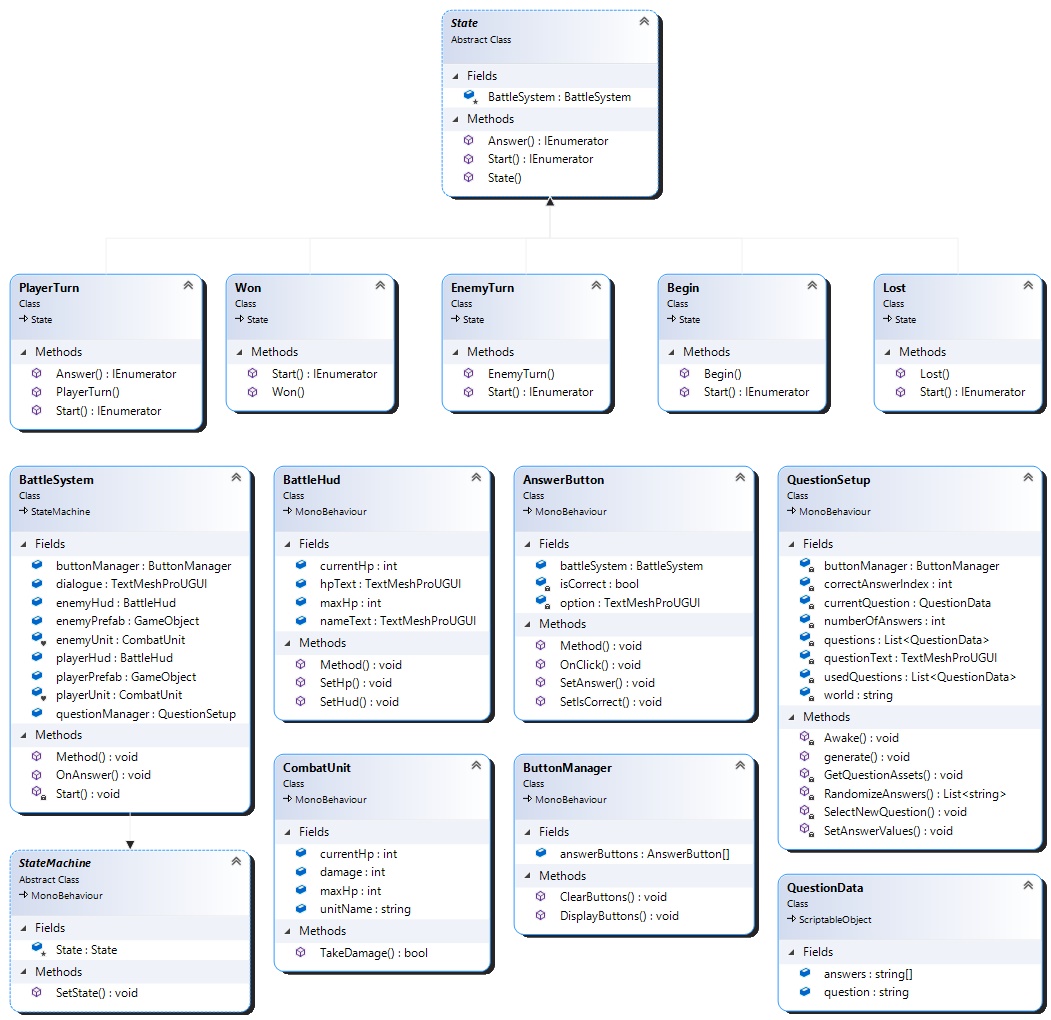 State
Abstract Class
Fields
BattleSystem : BattleSystem
Methods
Answer() : IEnumerator
Start() : IEnumerator
State()
PlayerTurn
Class
State
Methods
Answer() : IEnumerator
PlayerTurn()
Start() : IEnumerator
Won
Class
State
Methods
Start() : IEnumerator
Won()
EnemyTurn
Class
State
Methods
EnemyTurn()
Start() : IEnumerator
Begin
Class
State
Methods
Begin()
Start() : IEnumerator
Lost
Class
State
Methods
Lost()
Start() : IEnumerator
BattleSystem
Class
StateMachine
Fields
buttonManager : ButtonManager
dialogue : TextMeshProUGUI
enemyHud : BattleHud
enemyPrefab : GameObject
enemyUnit : CombatUnit
playerHud : BattleHud
playerPrefab : GameObject
playerUnit : CombatUnit
questionManager : QuestionSetup
Methods
Method() : void
OnAnswer() : void
Start() : void
BattleHud
Class
MonoBehaviour
Fields
currentHp : int
hpText : TextMeshProUGUI
maxHp : int
nameText : TextMeshProUGUI
Methods
Method() : void
SetHp() : void
SetHud() : void
AnswerButton
Class
MonoBehaviour
Fields
battleSystem : BattleSystem
isCorrect : bool
option : TextMeshProUGUI
Methods
Method() : void
OnClick() : void
SetAnswer() : void
SetIsCorrect() : void
QuestionSetup
Class
MonoBehaviour
Fields
buttonManager : ButtonManager
correctAnswerIndex : int
currentQuestion : QuestionData
numberOfAnswers : int
questions : List<QuestionData>
questionText : TextMeshProUGUI
usedQuestions : List<QuestionData>
world : string
Methods
Awake() : void
generate() : void
GetQuestionAssets() : void
RandomizeAnswers() : List<string>
SelectNewQuestion() : void
SetAnswerValues() : void
StateMachine
Abstract Class
MonoBehaviour
Fields
State : State
Methods
SetState() : void
CombatUnit
Class
MonoBehaviour
Fields
currentHp : int
damage : int
maxHp : int
unitName : string
Methods
TakeDamage() : bool
ButtonManager
Class
MonoBehaviour
Fields
answerButtons : AnswerButton[]
Methods
ClearButtons() : void
DisplayButtons() : void
QuestionData
Class
ScriptableObject
Fields
answers : string[]
question : string